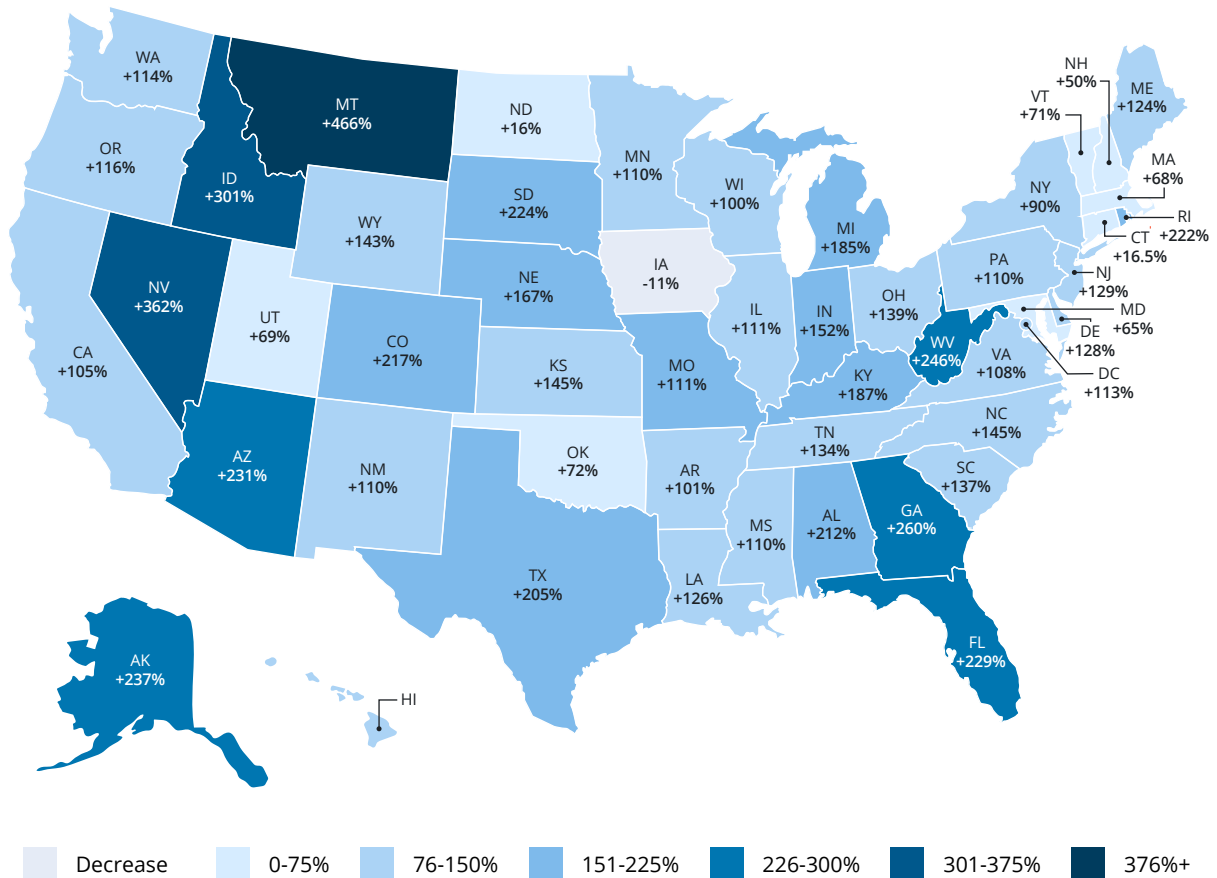 WA
+114%
OR
+116%
CA
+105%
ID
+301%
NV
+362%
MT
+466%
WY
+143%
UT
+69%
AZ
+231%
CO
+217%
NM
+110%
ND
+16%
SD
+224%
NE
+167%
KS
+145%
OK
+72%
TX
+205%
MN
+110%
IA
-11%
MO
+111%
AR
+101%
LA
+126%
WI
+100%
IL
+111%
MI
+185%
IN
+152%
OH
+139%
KY
+187%
TN
+134%
MS
+110%
AL
+212%
GA
+260%
FL
+229%
SC
+137%
NC
+145%
VA
+108%
WV
+246%
PA
+110%
NY
+90%
VT
+71%
NH
+50%
ME
+124%
MA
+68%
RI
+222%
CT
+16.5%
NJ
+129%
MD
+65%
DE
+128%
DC
+113%
AK
+237%
HI
Decrease
0-75%
76-150%
151-225%
226-300%
301-375%
376%+